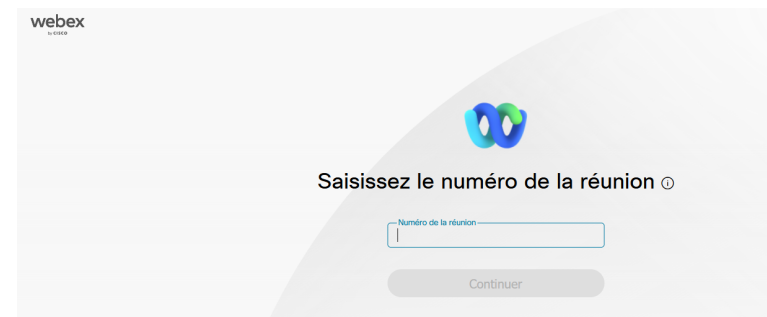 webex
by CISCO
Saisissez le numéro de la réunion
Numéro de la réunion
Continuer